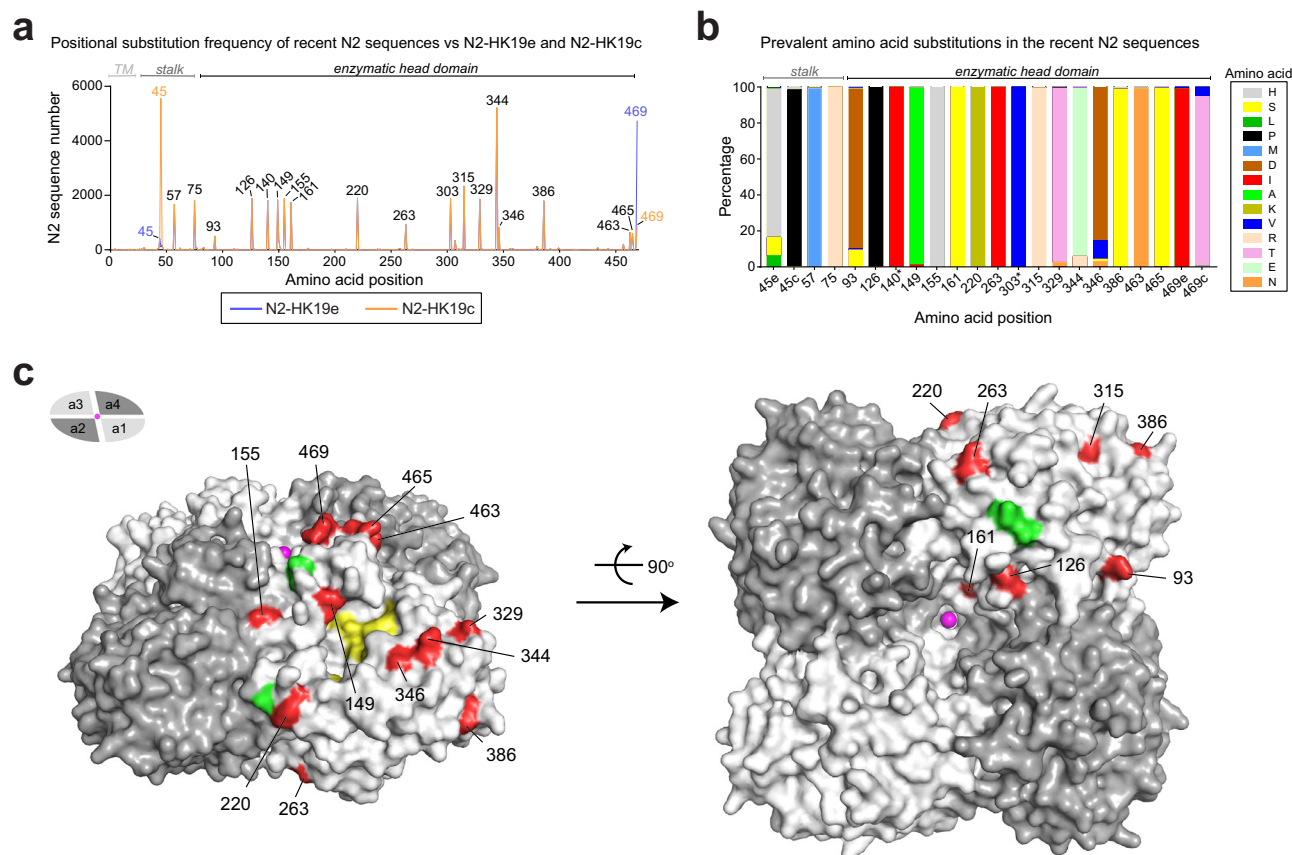 a
Positional substitution frequency of recent N2 sequences vs N2-HK19e and N2-HK19c
TM
stalk
enzymatic head domain
N2 sequence number
6000
4000
2000
0
45
45
57
75
93
126
140
149
155
161
220
263
303
315
329
344
346
386
463
465
469
469
0 50 100 150 200 250 300 350 400 450
Amino acid position
N2-HK19e N2-HK19c
b
Prevalent amino acid substitutions in the recent N2 sequences
stalk
enzymatic head domain
Percentage
100
80
60
40
20
0
45e 45c 57 75 93 126 140* 149 155 161 220 263 303* 315 329 344 346 386 463 465 469e 469c
Amino acid position
Amino acid
H
S
L
P
M
D
I
A
K
V
R
T
E
N
c
a3 a4
a2 a1
155
469
465
463
329
344
346
149
386
220
263
90°
220
263
315
386
161
126
93